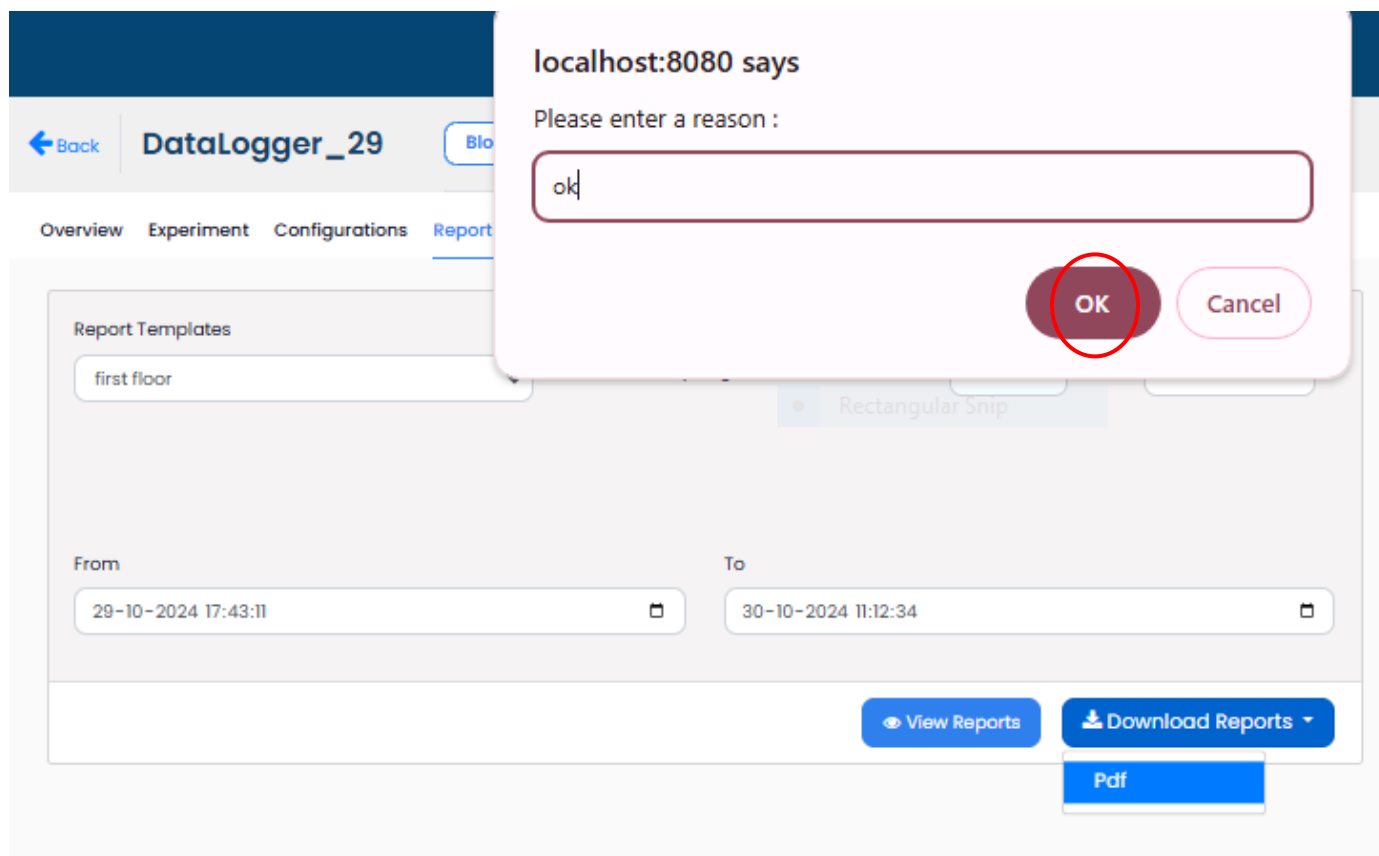 localhost:8080 says
Please enter a reason :
ok
OK Cancel
Back DataLogger_29 Blo
Overview Experiment Configurations Report
Report Templates
first floor
Rectangular Snip
From To
29-10-2024 17:43:11 30-10-2024 11:12:34
View Reports Download Reports
Pdf